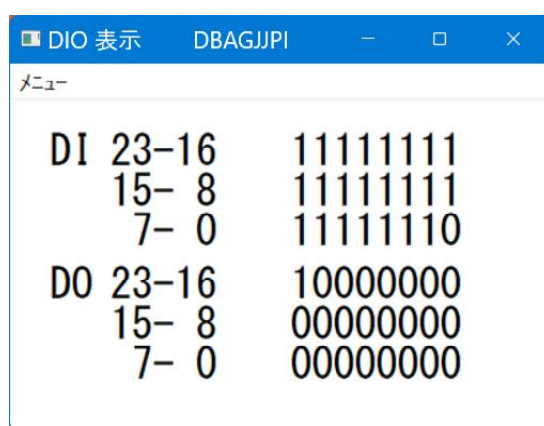 DIO 表示 DBAGJJPI
メニュー
DI 23-16 11111111
15- 8 11111111
7- 0 11111110
DO 23-16 10000000
15- 8 00000000
7- 0 00000000